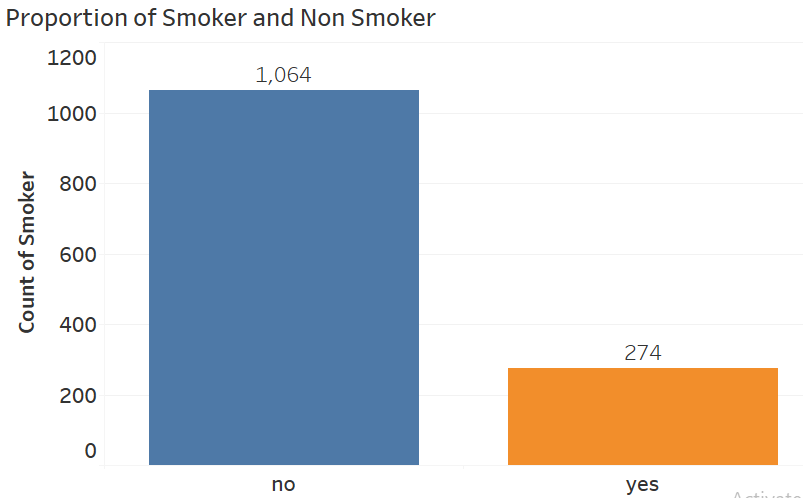 Proportion of Smoker and Non Smoker
1200
1,064
1000
800
Count of Smoker
600
400
274
200
0
no
yes